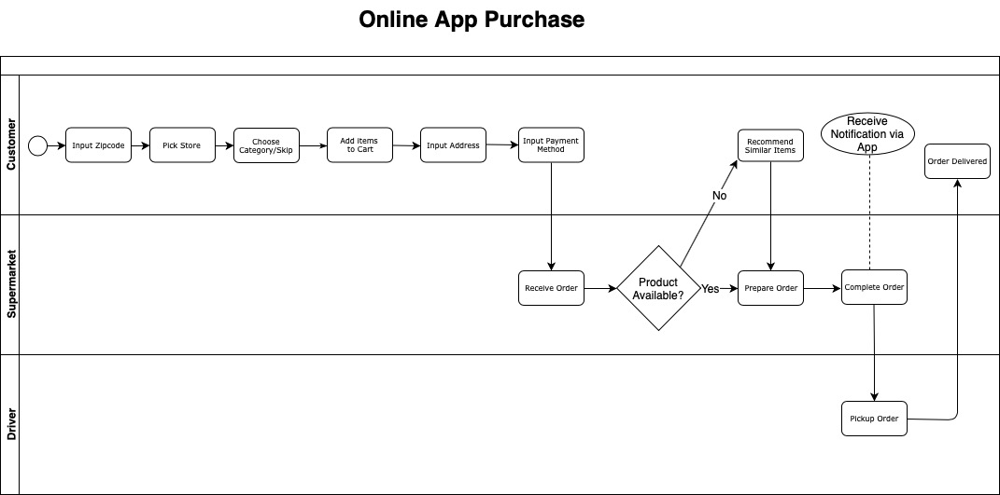 Online App Purchase
Customer
Input Zipcode
Pick Store
Choose
Category/Skip
Add items
to Cart
Input Address
Input Payment
Method
Recommend
Similar Items
Receive
Notification via
App
Order Delivered
No
Supermarket
Receive Order
Product
Available?
Yes
Prepare Order
Complete Order
Driver
Pickup Order